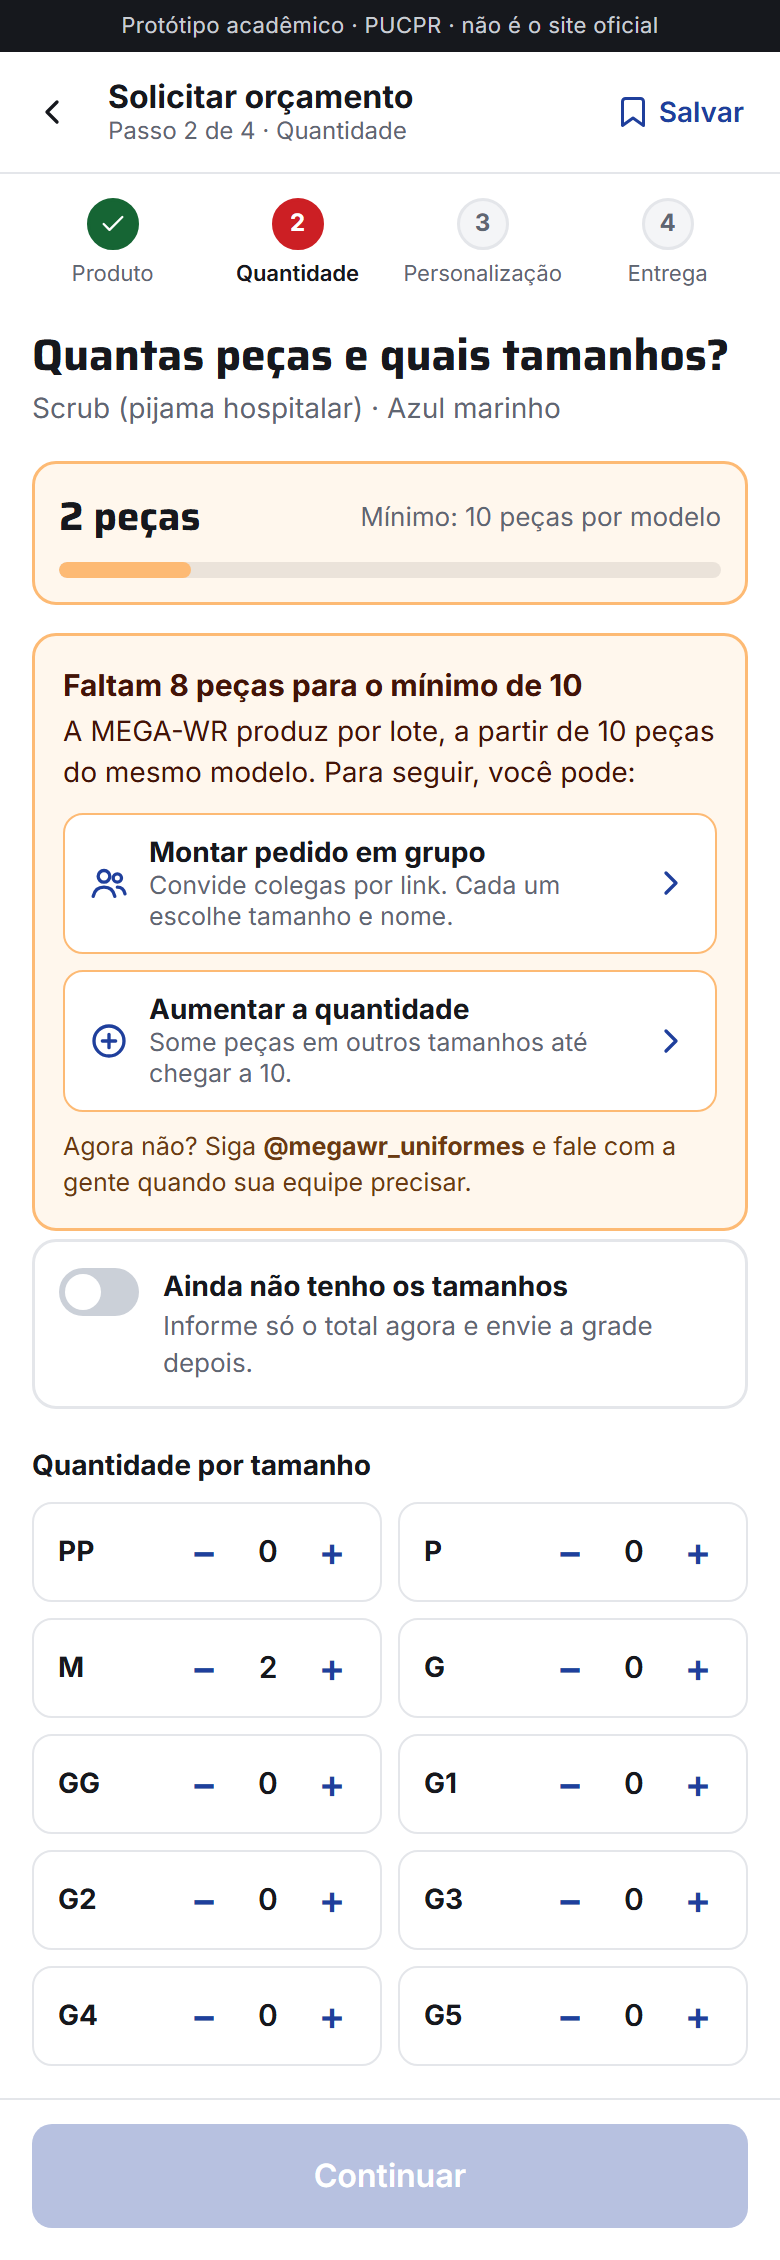 Protótipo acadêmico · PUCPR · não é o site oficial
Solicitar orçamento
Passo 2 de 4 · Quantidade
Salvar
2
3
4
Produto
Quantidade
Personalização
Entrega
Quantas peças e quais tamanhos?
Scrub (pijama hospitalar) · Azul marinho
2 peças
Mínimo: 10 peças por modelo
Faltam 8 peças para o mínimo de 10
A MEGA-WR produz por lote, a partir de 10 peças
do mesmo modelo. Para seguir, você pode:
Montar pedido em grupo
Convide colegas por link. Cada um
escolhe tamanho e nome.
Aumentar a quantidade
Some peças em outros tamanhos até
chegar a 10.
Agora não? Siga @megawr_uniformes e fale com a
gente quando sua equipe precisar.
Ainda não tenho os tamanhos
Informe só o total agora e envie a grade
depois.
Quantidade por tamanho
PP − 0 +
P − 0 +
M − 2 +
G − 0 +
GG − 0 +
G1 − 0 +
G2 − 0 +
G3 − 0 +
G4 − 0 +
G5 − 0 +
Continuar